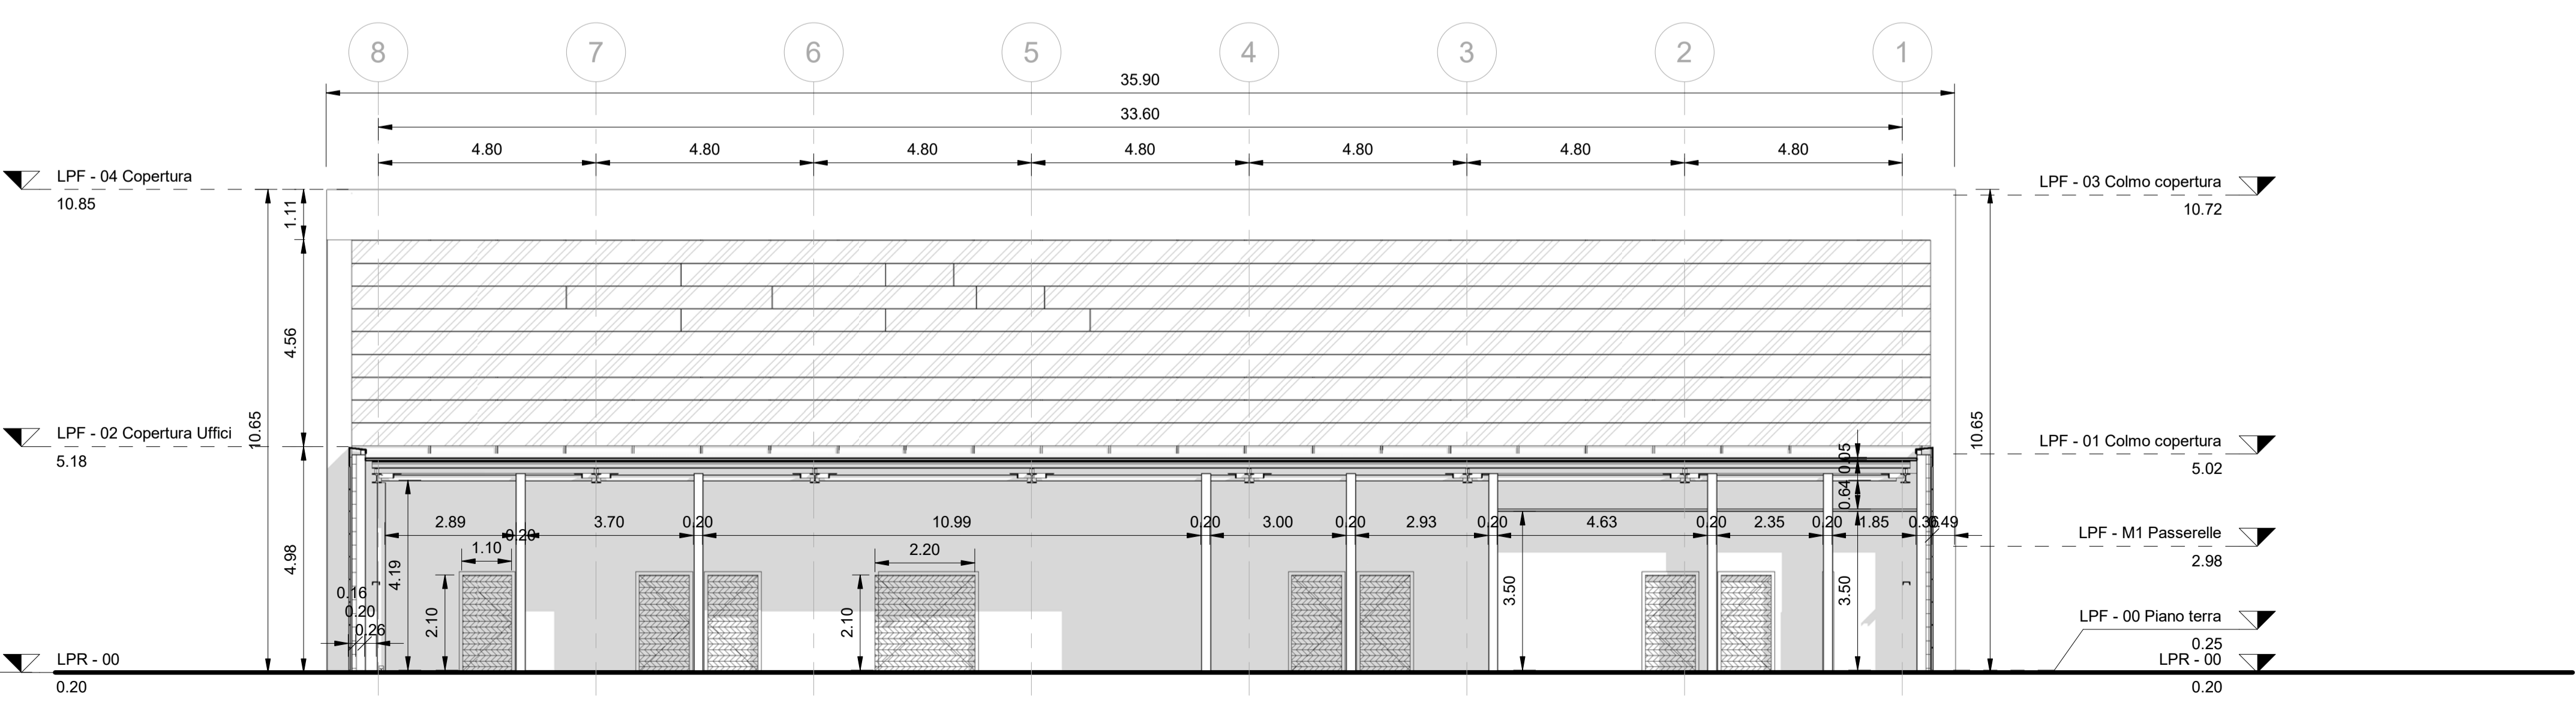 8 7 6 5 4 3 2 1
35.90
33.60
4.80 4.80 4.80 4.80 4.80 4.80 4.80
LPF - 04 Copertura
10.85
LPF - 03 Colmo copertura
10.72
1.11
4.56
10.65
10.65
LPF - 02 Copertura Uffici
5.18
LPF - 01 Colmo copertura
5.02
0.05
0.64
2.89 0.20 3.70 0.20 10.99 0.20 3.00 0.20 2.93 0.20 4.63 0.20 2.35 0.20 1.85 0.36 0.49
1.10
2.20
LPF - M1 Passerelle
2.98
4.98
4.19
2.10
2.10
3.50
3.50
0.16
0.20
0.26
LPF - 00 Piano terra
0.25
LPR - 00
0.20
LPR - 00
0.20